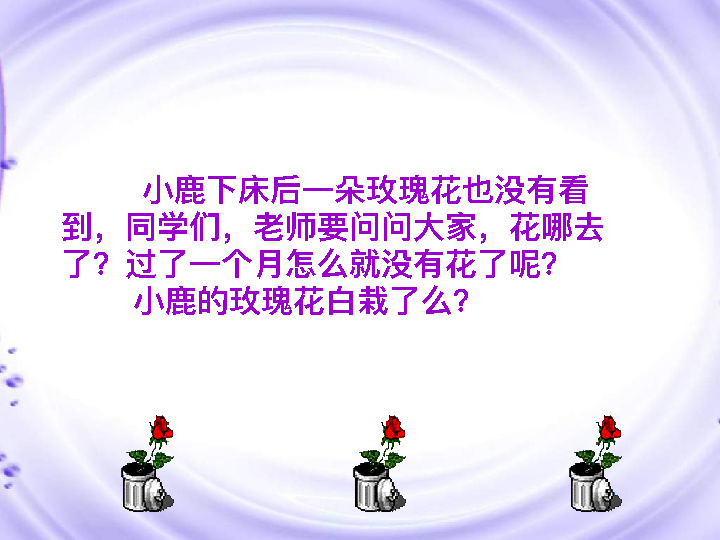 小鹿下床后一朵玫瑰花也没有看
到，同学们，老师要问问大家，花哪去
了？过了一个月怎么就没有花了呢？
小鹿的玫瑰花白栽了么？